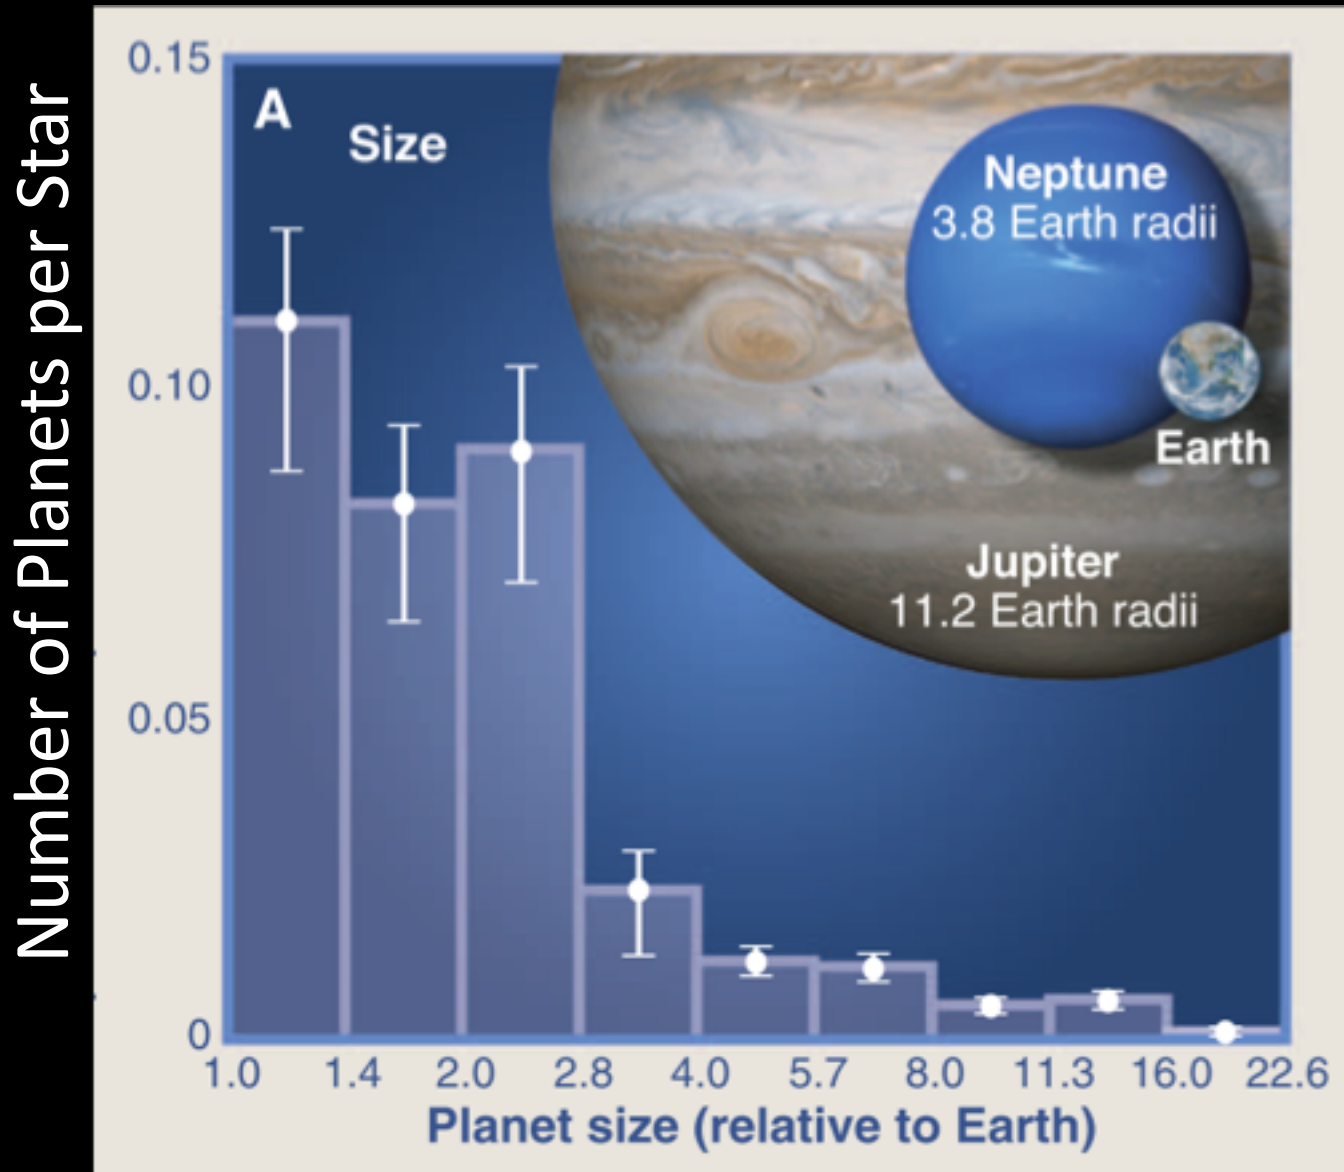 Number of Planets per Star
0.15
0.10
0.05
0
A
Size
Neptune
3.8 Earth radii
Earth
Jupiter
11.2 Earth radii
1.0 1.4 2.0 2.8 4.0 5.7 8.0 11.3 16.0 22.6
Planet size (relative to Earth)